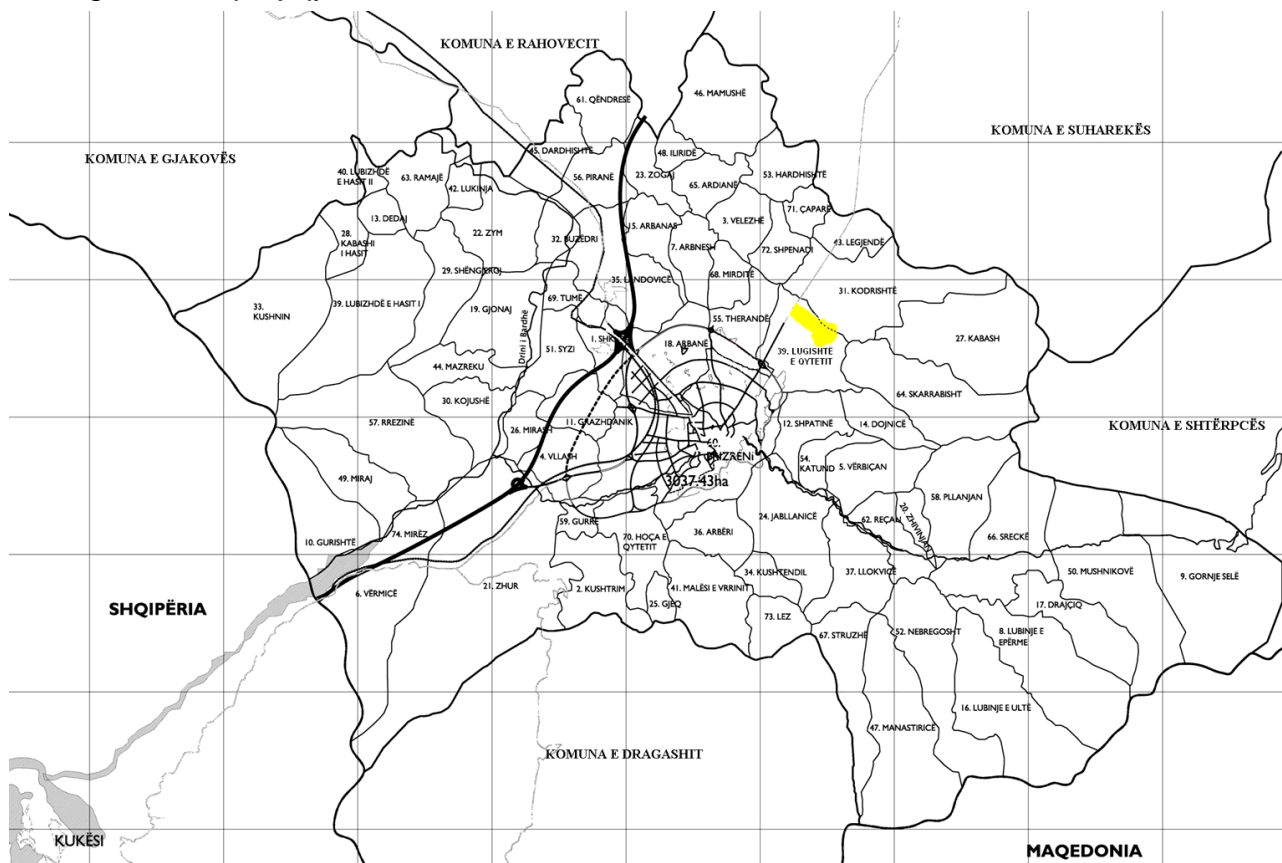 KOMUNA E RAHOVECIT
46. MAMUSHË
61. QËNDRESË
KOMUNA E SUHAREKËS
KOMUNA E GJAKOVËS
45. DARDHISHTË
48. ILIRIDË
40. LUBIZHDË
E HASIT II
63. RAMAJË
42. LUKINJA
56. PIRANË
23. ZOGAJ
65. ARDIANË
53. HARDHISHTË
71. ÇAPARË
13. DEDAJ
28.
KABASHI
I HASIT
22. ZYM
32. BUZËDRI
15. ARBANAS
3. VELEZHË
7. ARBNESH
72. SHPENADI
43. LEGJENDË
29. SHËNGJERGJ
68. MIRDITË
35. LANDOVICË
31. KODRISHTË
33.
KUSHNIN
39. LUBIZHDË E HASIT I
19. GJONAJ
69. TUMË
55. THERANDË
Drini i Bardhë
51. SYZI
1. SHK
18. ARBANË
39. LUGISHTE
E QYTETIT
27. KABASH
44. MAZREKU
30. KOJUSHË
64. SKARRABISHT
57. RREZINË
26. MIRASH
11. GRAZHDANIK
12. SHPATINË
14. DOJNICË
KOMUNA E SHTËRPCËS
4. VLLASH
60.
PRIZRENI
3037.43ha
54.
KATUND
5. VËRBIÇAN
49. MIRAJ
58. PLLANJAN
59. GURRË
24. JABLLANICË
62. REÇAN
20. ZHIVINJAN
10. GURISHTË
74. MIRËZ
70. HOÇA E
QYTETIT
36. ARBËRI
66. SRECKË
6. VËRMICË
21. ZHUR
2. KUSHTRIM
34. KUSHTENDIL
41. MALËSI E VRRINIT
37. LLOKVICË
50. MUSHNIKOVË
9. GORNJE SELË
SHQIPËRIA
25. GJEQ
73. LEZ
17. DRAJÇIQ
67. STRUZHË
52. NEBREGOSHT
8. LUBINJE E
EPËRME
16. LUBINJE E ULTË
47. MANASTIRICË
KOMUNA E DRAGASHIT
KUKËSI
MAQEDONIA